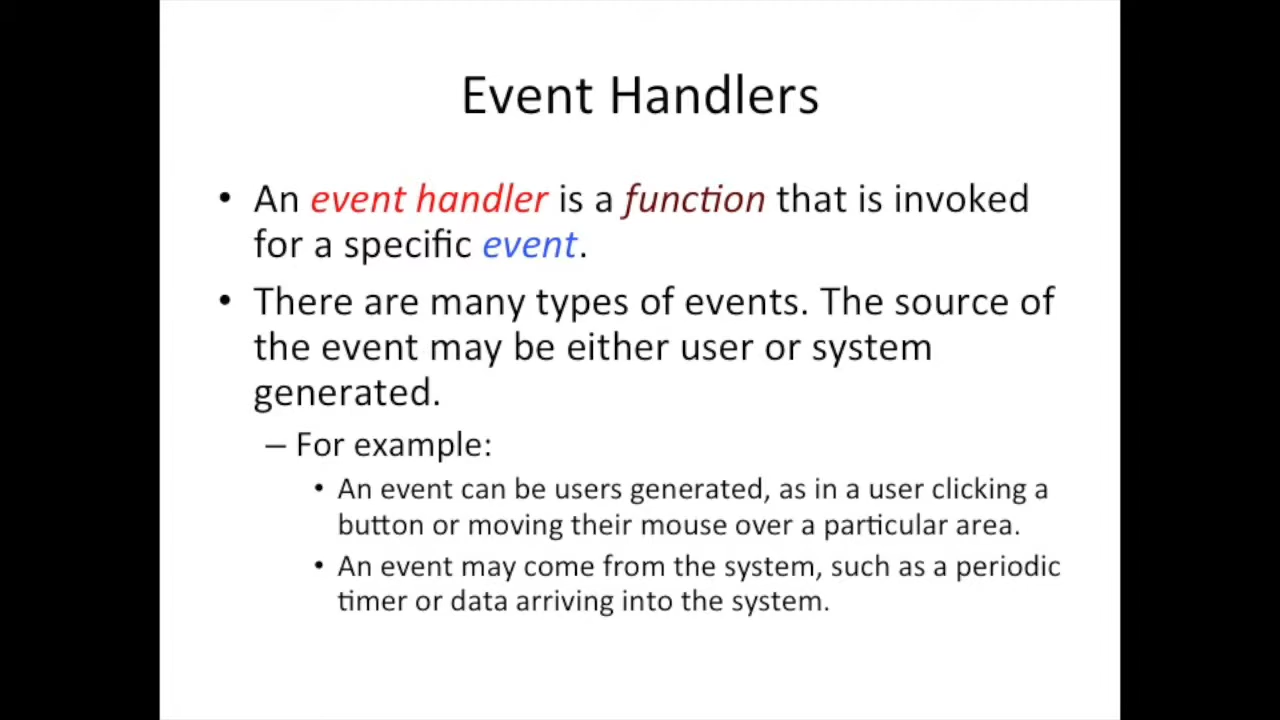 Event Handlers
• An event handler is a function that is invoked
for a specific event.
• There are many types of events. The source of
the event may be either user or system
generated.
– For example:
• An event can be users generated, as in a user clicking a
button or moving their mouse over a particular area.
• An event may come from the system, such as a periodic
timer or data arriving into the system.